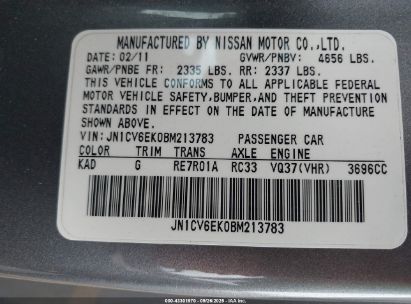 MANUFACTURED BY NISSAN MOTOR CO.,LTD.
DATE: 02/11 GVWR/PNBV: 4656 LBS.
GAWR/PNBE FR: 2335 LBS. RR: 2337 LBS.
THIS VEHICLE CONFORMS TO ALL APPLICABLE FEDERAL
MOTOR VEHICLE SAFETY,BUMPER,AND THEFT PREVENTION
STANDARDS IN EFFECT ON THE DATE OF MANUFACTURE
SHOWN ABOVE.
VIN: JN1CV6EK0BM213783 PASSENGER CAR
COLOR TRIM TRANS AXLE ENGINE
KAD G RE7R01A RC33 VQ37(VHR) 3696CC
JN1CV6EK0BM213783